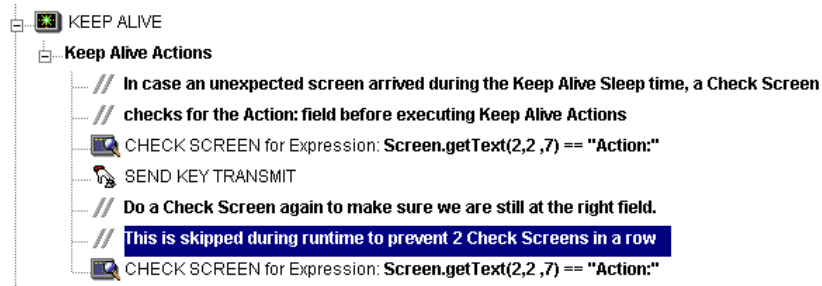 KEEP ALIVE
Keep Alive Actions
// In case an unexpected screen arrived during the Keep Alive Sleep time, a Check Screen
// checks for the Action: field before executing Keep Alive Actions
CHECK SCREEN for Expression: Screen.getText(2,2 ,7) == "Action:"
SEND KEY TRANSMIT
// Do a Check Screen again to make sure we are still at the right field.
// This is skipped during runtime to prevent 2 Check Screens in a row
CHECK SCREEN for Expression: Screen.getText(2,2 ,7) == "Action:"